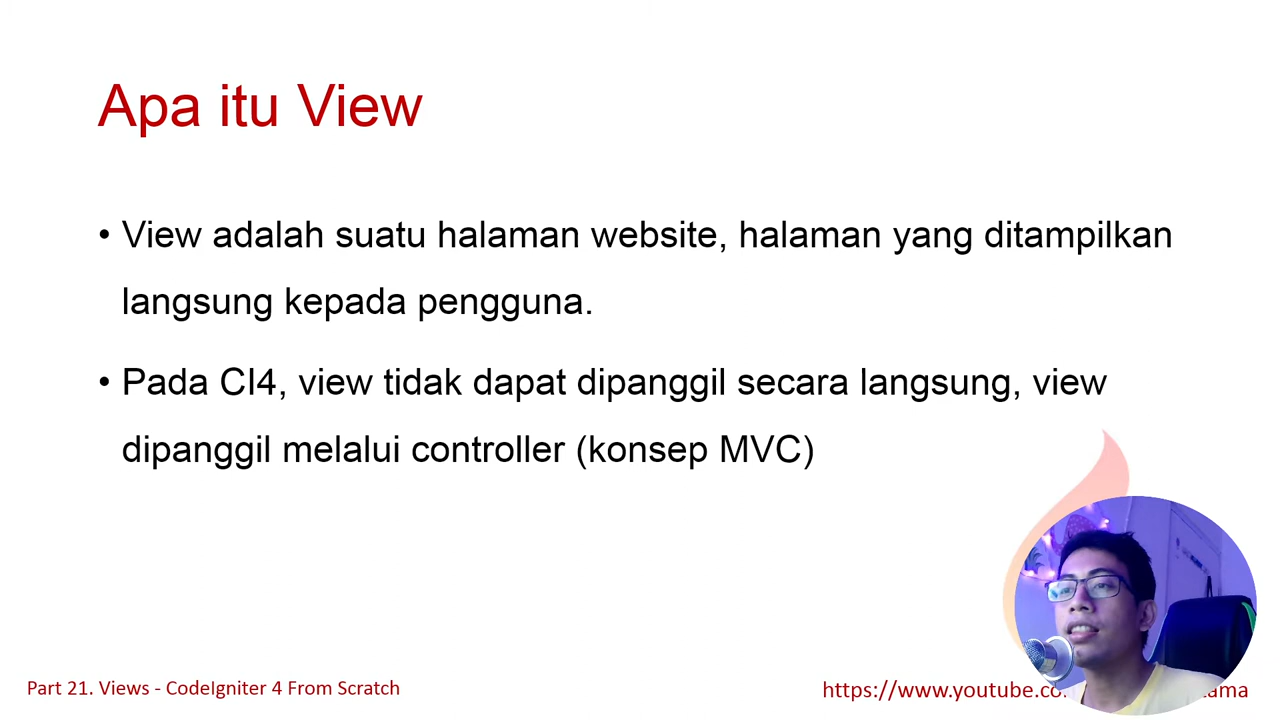 Apa itu View
• View adalah suatu halaman website, halaman yang ditampilkan
langsung kepada pengguna.
• Pada CI4, view tidak dapat dipanggil secara langsung, view
dipanggil melalui controller (konsep MVC)
Part 21. Views - CodeIgniter 4 From Scratch
https://www.youtube.co